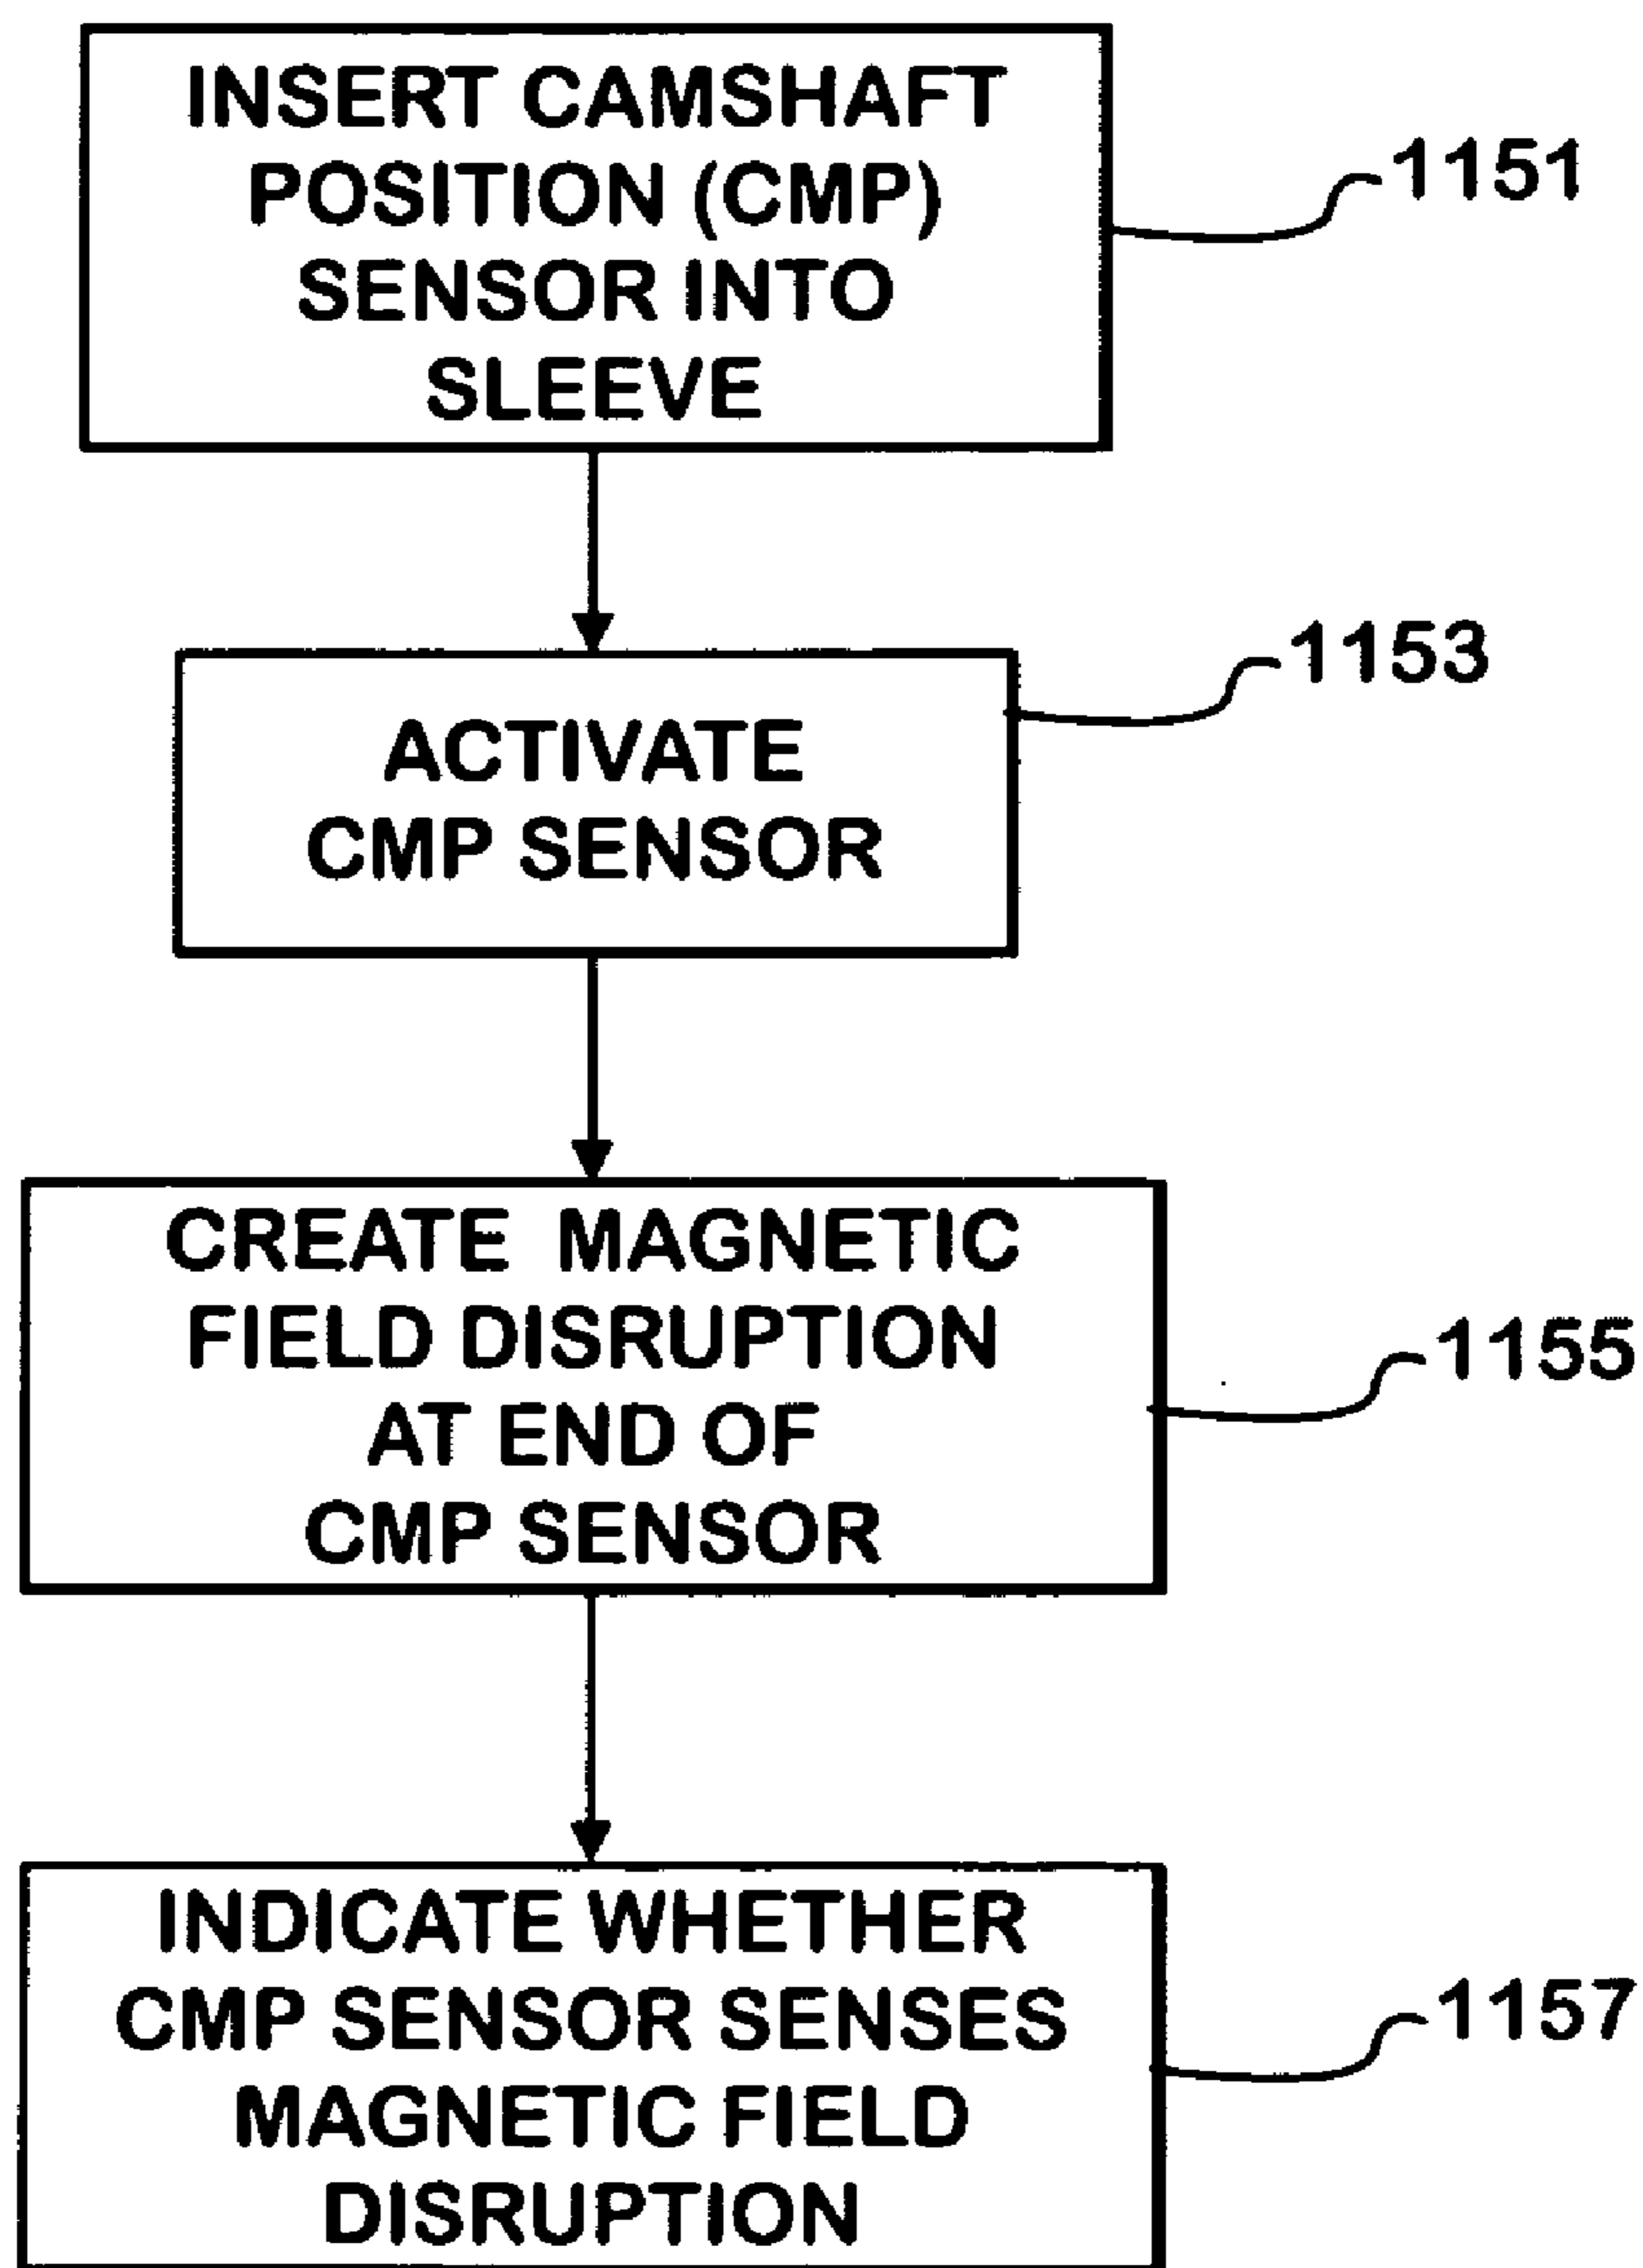 INSERT CAMSHAFT
POSITION (CMP)
SENSOR INTO
SLEEVE
1151
ACTIVATE
CMP SENSOR
1153
CREATE MAGNETIC
FIELD DISRUPTION
AT END OF
CMP SENSOR
1155
INDICATE WHETHER
CMP SENSOR SENSES
MAGNETIC FIELD
DISRUPTION
1157